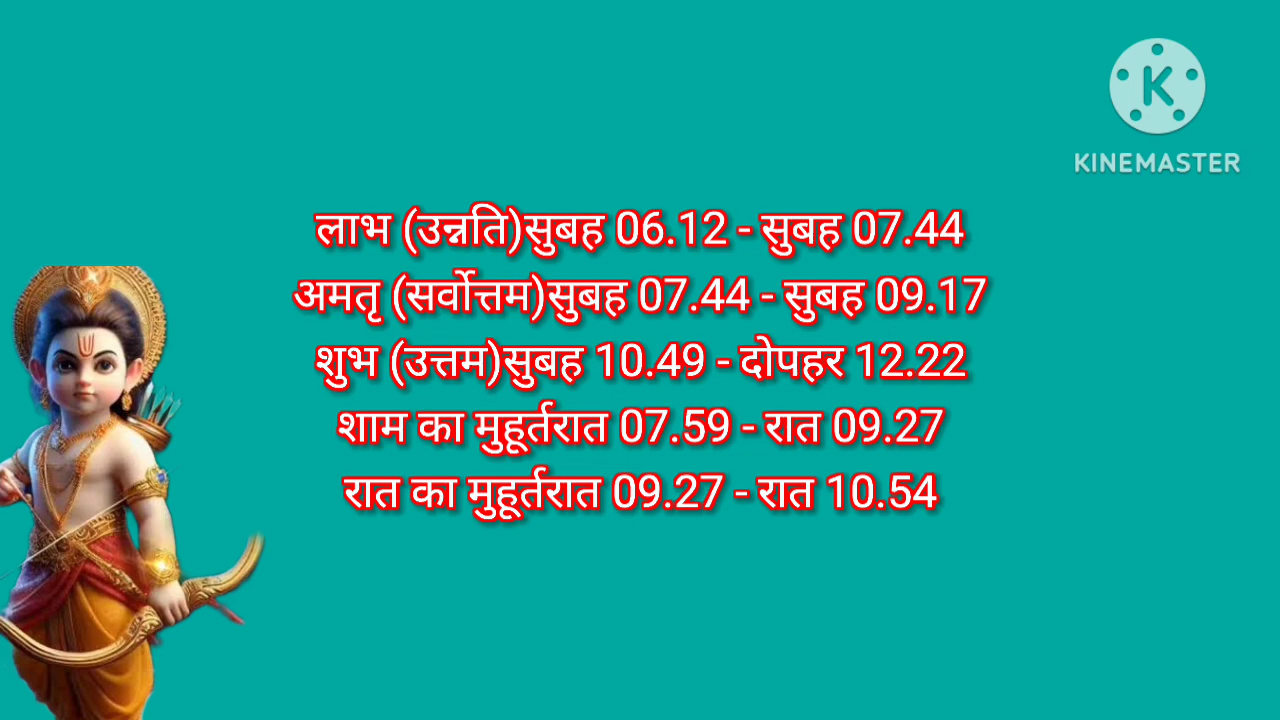 KINEMASTER
लाभ (उन्नति)सुबह 06.12 - सुबह 07.44
अमतृ (सर्वोत्तम)सुबह 07.44 - सुबह 09.17
शुभ (उत्तम)सुबह 10.49 - दोपहर 12.22
शाम का मुहूर्तरात 07.59 - रात 09.27
रात का मुहूर्तरात 09.27 - रात 10.54